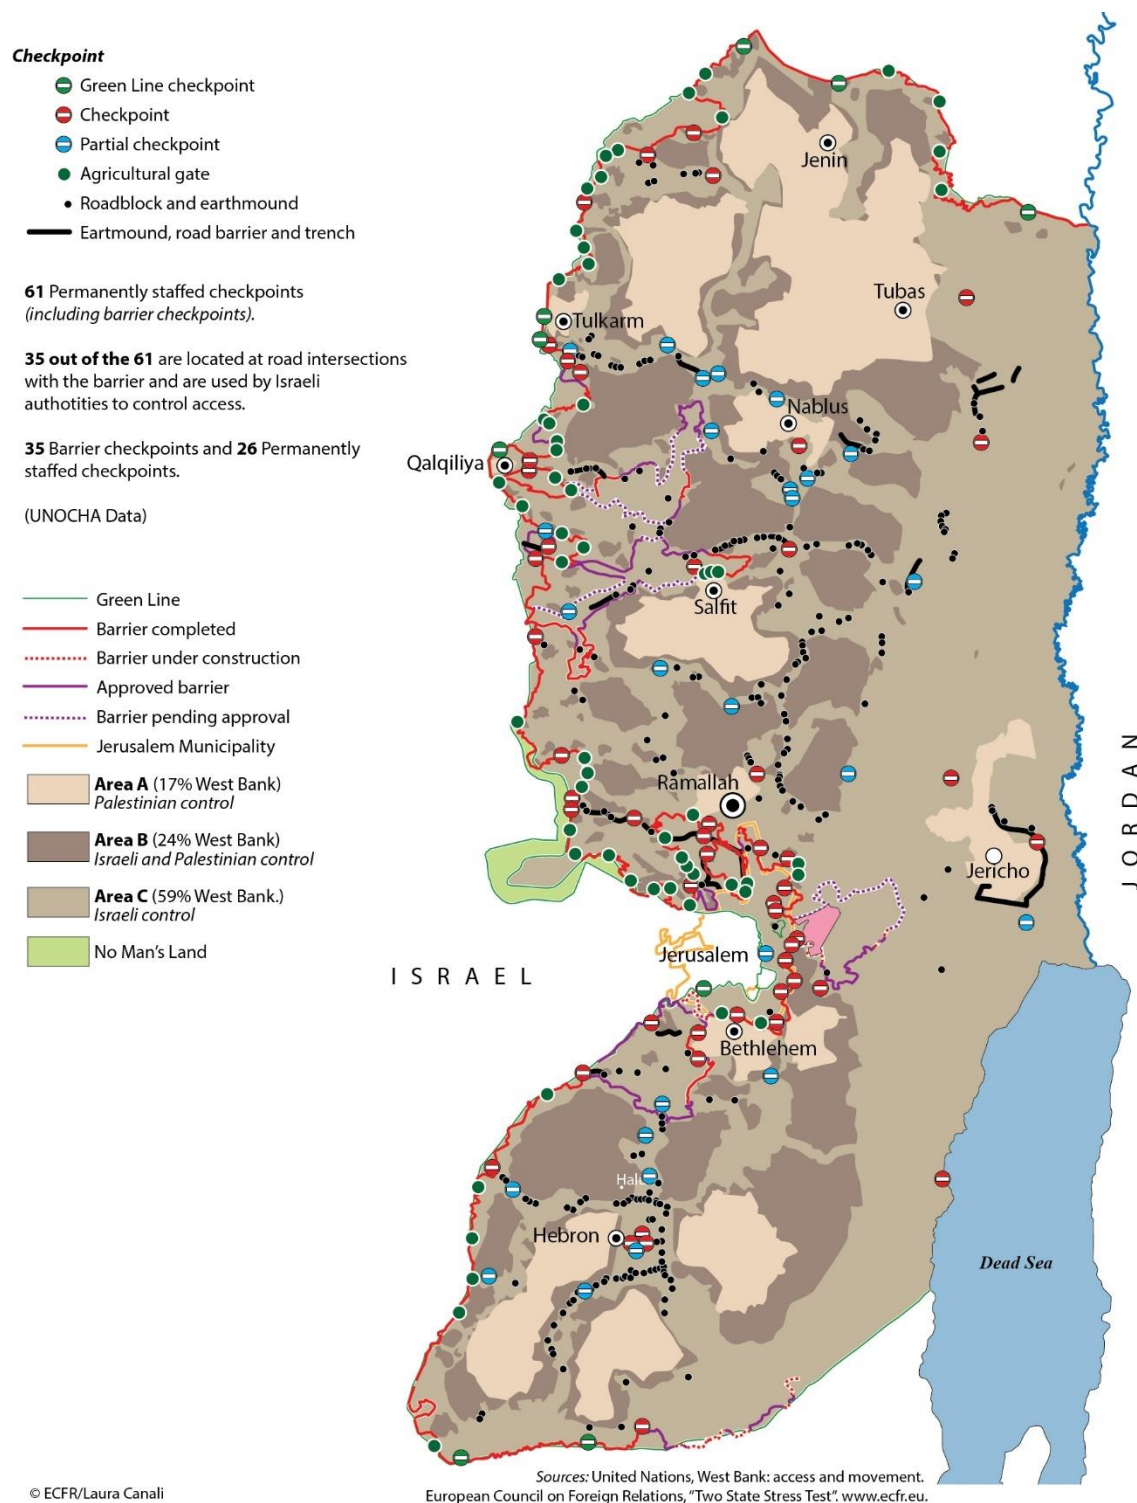 Checkpoint
Green Line checkpoint
Checkpoint
Partial checkpoint
Agricultural gate
Roadblock and earthmound
Eartmound, road barrier and trench
61 Permanently staffed checkpoints
(including barrier checkpoints).
35 out of the 61 are located at road intersections
with the barrier and are used by Israeli
authotities to control access.
35 Barrier checkpoints and 26 Permanently
staffed checkpoints.
(UNOCHA Data)
Green Line
Barrier completed
Barrier under construction
Approved barrier
Barrier pending approval
Jerusalem Municipality
Area A (17% West Bank)
Palestinian control
Area B (24% West Bank)
Israeli and Palestinian control
Area C (59% West Bank.)
Israeli control
No Man's Land
Jenin
Tubas
Tulkarm
Nablus
Qalqiliya
Salfit
Ramallah
Jericho
JORDAN
Jerusalem
ISRAEL
Bethlehem
Hebron
Dead Sea
Sources: United Nations, West Bank: access and movement.
European Council on Foreign Relations, "Two State Stress Test". www.ecfr.eu.
© ECFR/Laura Canali